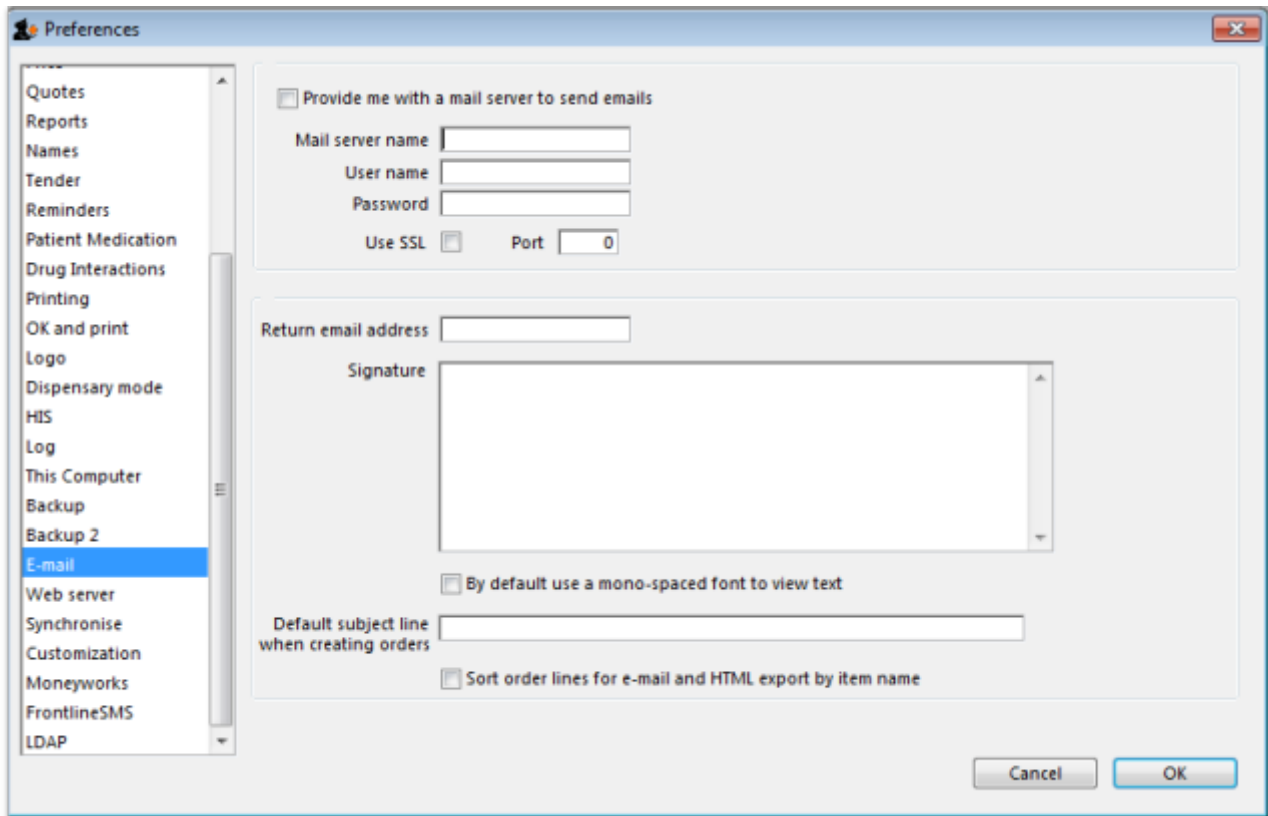 Preferences
Quotes
Reports
Names
Tender
Reminders
Patient Medication
Drug Interactions
Printing
OK and print
Logo
Dispensary mode
HIS
Log
This Computer
Backup
Backup 2
E-mail
Web server
Synchronise
Customization
Moneyworks
FrontlineSMS
LDAP
Provide me with a mail server to send emails
Mail server name
User name
Password
Use SSL Port 0
Return email address
Signature
By default use a mono-spaced font to view text
Default subject line
when creating orders
Sort order lines for e-mail and HTML export by item name
Cancel OK